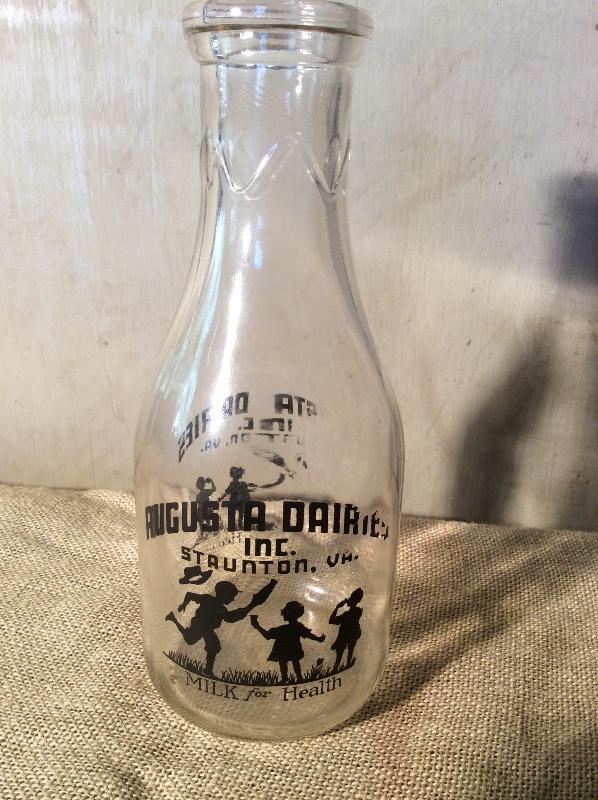 AUGUSTA DAIRIES
INC.
STAUNTON, VA.
MILK for Health